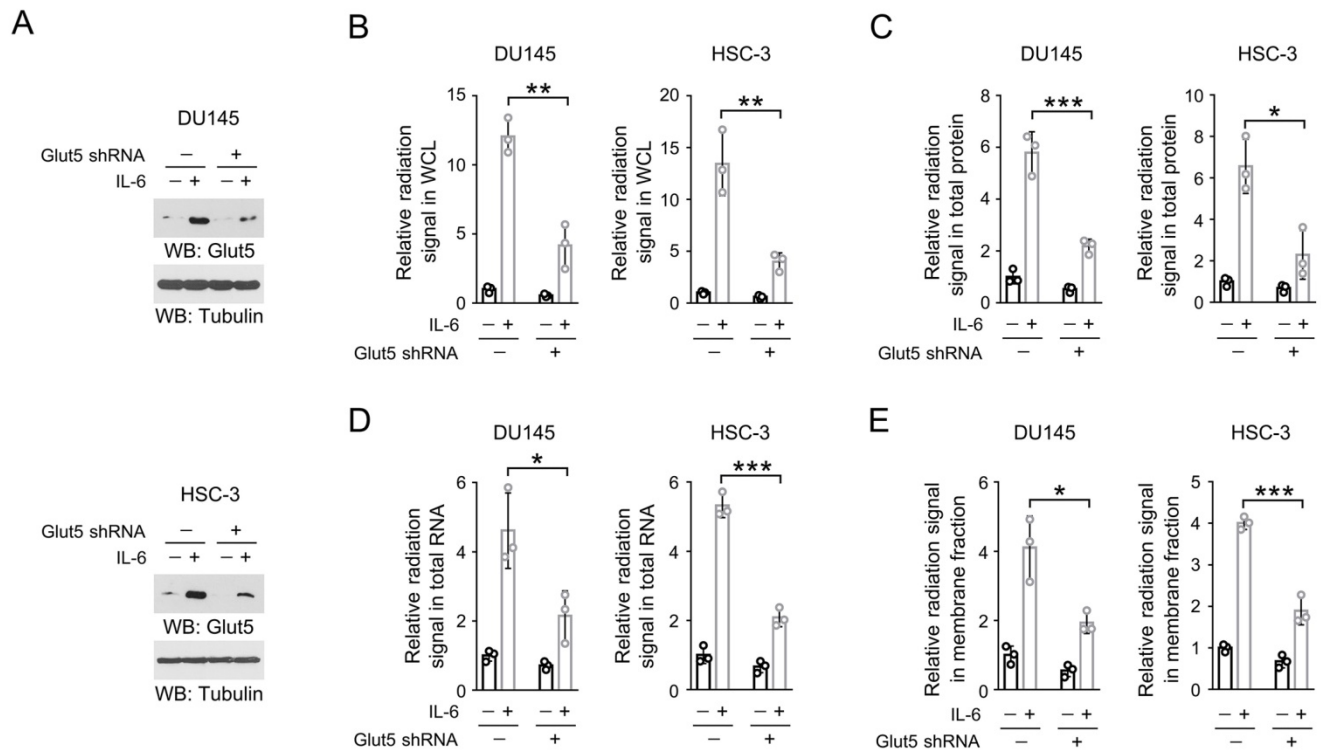 A
DU145
Glut5 shRNA – +
IL-6 – + – +
WB: Glut5
WB: Tubulin
HSC-3
Glut5 shRNA – +
IL-6 – + – +
WB: Glut5
WB: Tubulin
B
DU145
Relative radiation
signal in WCL
15
10
5
0
**
IL-6 – + – +
Glut5 shRNA – +
HSC-3
Relative radiation
signal in WCL
20
15
10
5
0
**
– + – +
– +
C
DU145
Relative radiation
signal in total protein
8
6
4
2
0
***
IL-6 – + – +
Glut5 shRNA – +
HSC-3
Relative radiation
signal in total protein
10
8
6
4
2
0
*
– + – +
– +
D
DU145
Relative radiation
signal in total RNA
6
4
2
0
*
IL-6 – + – +
Glut5 shRNA – +
HSC-3
Relative radiation
signal in total RNA
6
4
2
0
***
– + – +
– +
E
DU145
Relative radiation signal
in membrane fraction
6
4
2
0
*
IL-6 – + – +
Glut5 shRNA – +
HSC-3
Relative radiation signal
in membrane fraction
5
4
3
2
1
0
***
– + – +
– +